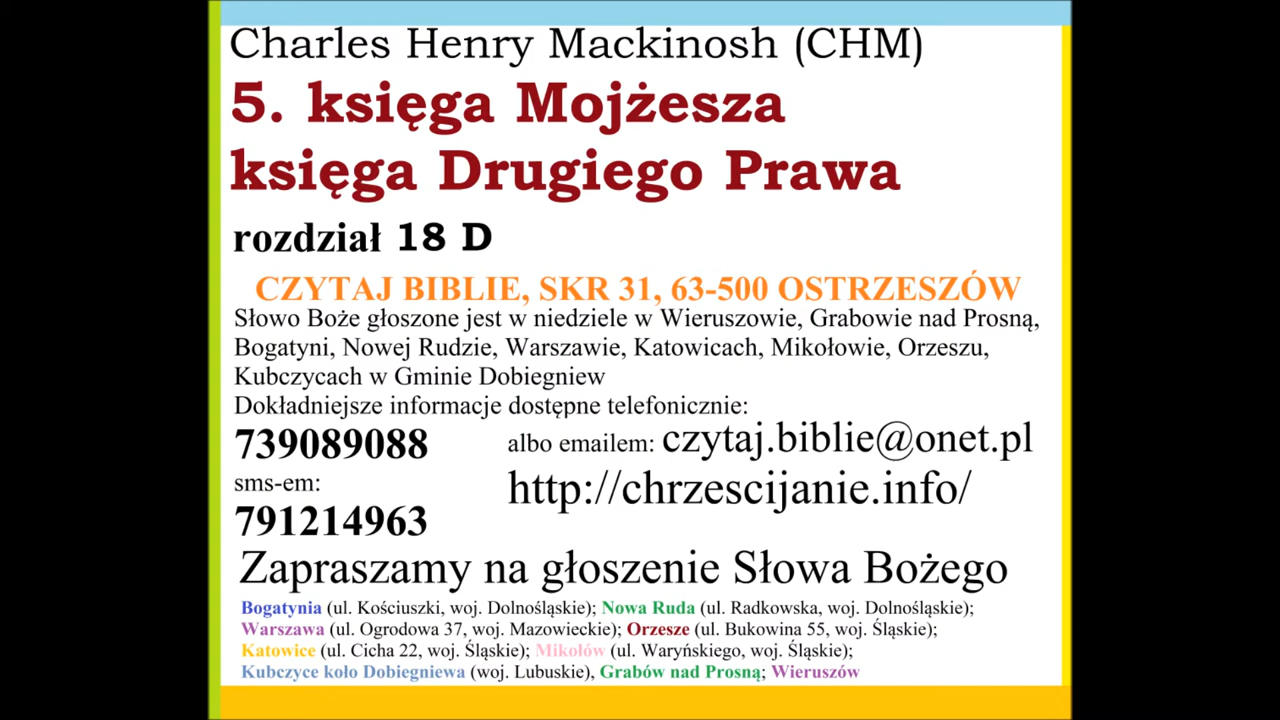 Charles Henry Mackinosh (CHM)
5. księga Mojżesza
księga Drugiego Prawa
rozdział 18 D
CZYTAJ BIBLIE, SKR 31, 63-500 OSTRZESZÓW
Słowo Boże głoszone jest w niedziele w Wieruszowie, Grabowie nad Prosną,
Bogatyni, Nowej Rudzie, Warszawie, Katowicach, Mikołowie, Orzeszu,
Kubczycach w Gminie Dobiegniew
Dokładniejsze informacje dostępne telefonicznie:
739089088 albo emailem: czytaj.biblie@onet.pl
sms-em: http://chrzescijanie.info/
791214963
Zapraszamy na głoszenie Słowa Bożego
Bogatynia (ul. Kościuszki, woj. Dolnośląskie); Nowa Ruda (ul. Radkowska, woj. Dolnośląskie);
Warszawa (ul. Ogrodowa 37, woj. Mazowieckie); Orzesze (ul. Bukowina 55, woj. Śląskie);
Katowice (ul. Cicha 22, woj. Śląskie); Mikołów (ul. Waryńskiego, woj. Śląskie);
Kubczyce koło Dobiegniewa (woj. Lubuskie), Grabów nad Prosną; Wieruszów